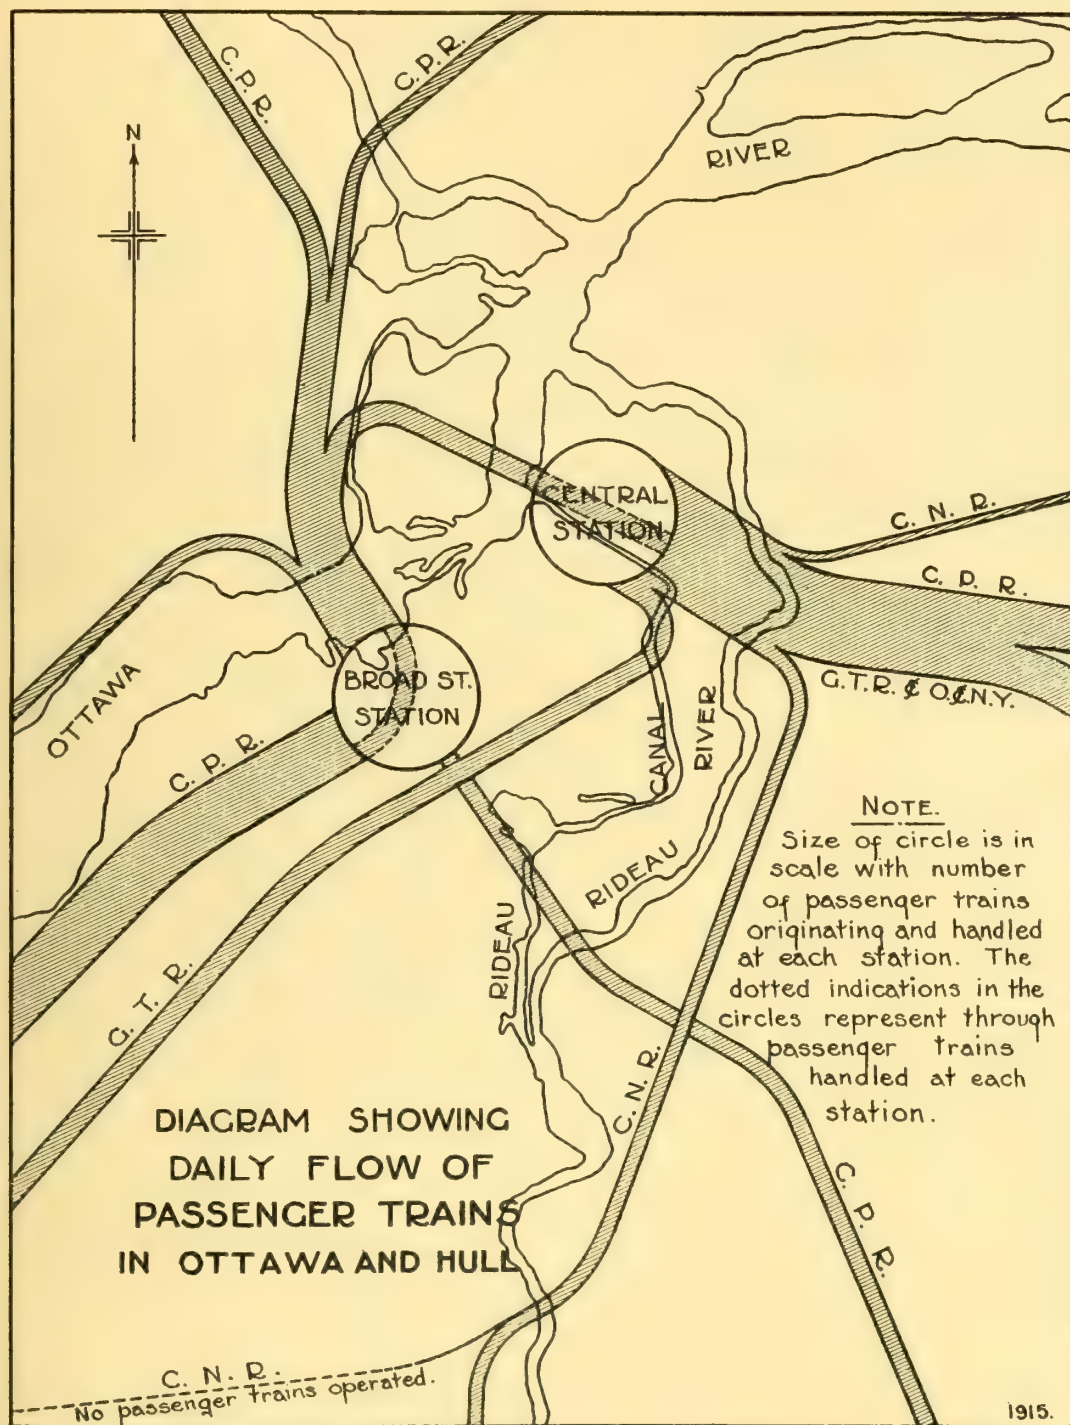 C. P. R.
C. P. R.
N
RIVER
CENTRAL
STATION
C. N. R.
C. P. R.
G.T.R. & O.&N.Y.
OTTAWA
BROAD ST.
STATION
C. P. R.
CANAL
RIVER
RIDEAU
RIDEAU
G. T. R.
NOTE.
Size of circle is in
scale with number
of passenger trains
originating and handled
at each station. The
dotted indications in the
circles represent through
passenger trains
handled at each
station.
C. N. R.
C. P. R.
DIAGRAM SHOWING
DAILY FLOW OF
PASSENGER TRAINS
IN OTTAWA AND HULL
C. N. R.
No passenger trains operated.
1915.